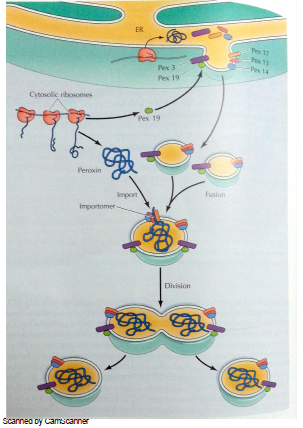 ER
Pex 3
Pex 19
Pex 12
Pex 13
Pex 14
Cytosolic ribosomes
Pex 19
Peroxin
Import
Importomer
Fusion
Division
Scanned by CamScanner